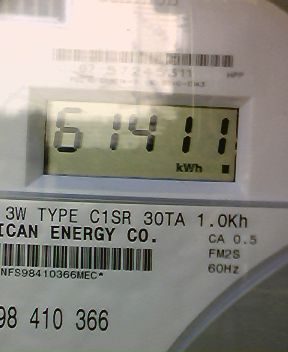 61411
kWh
3W TYPE C1SR 30TA 1.0Kh
ICAN ENERGY CO.
CA 0.5
FM2S
60Hz
NFS98410366MEC*
98 410 366